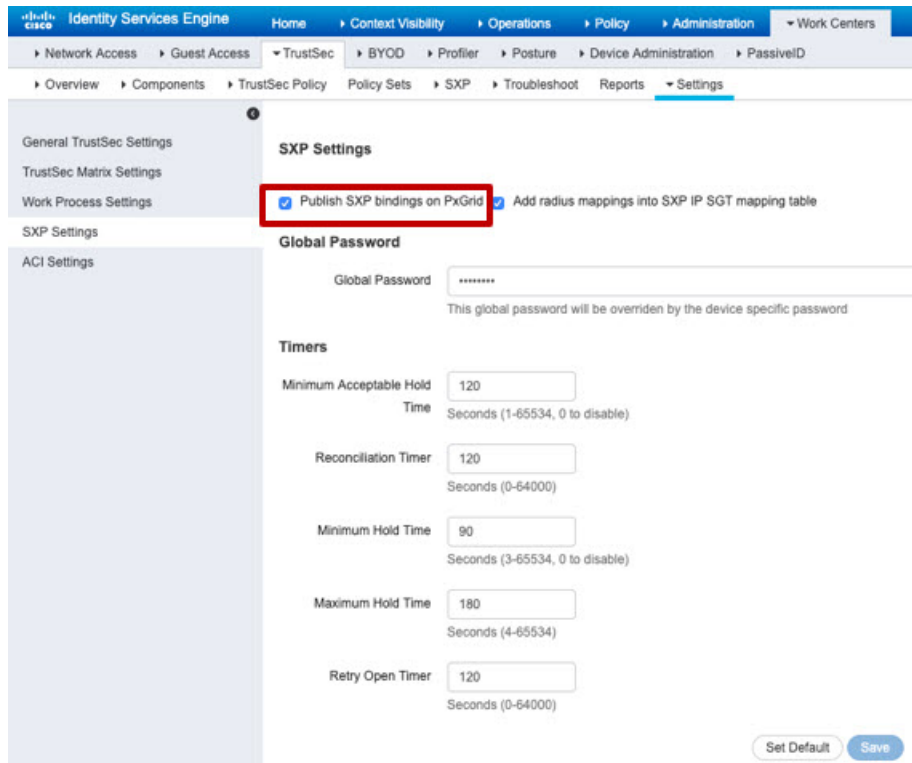 cisco Identity Services Engine Home Context Visibility Operations Policy Administration Work Centers
Network Access Guest Access TrustSec BYOD Profiler Posture Device Administration PassiveID
Overview Components TrustSec Policy Policy Sets SXP Troubleshoot Reports Settings
General TrustSec Settings
TrustSec Matrix Settings
Work Process Settings
SXP Settings
ACI Settings
SXP Settings
Publish SXP bindings on PxGrid Add radius mappings into SXP IP SGT mapping table
Global Password
Global Password ••••••••
This global password will be overriden by the device specific password
Timers
Minimum Acceptable Hold Time 120
Seconds (1-65534, 0 to disable)
Reconciliation Timer 120
Seconds (0-64000)
Minimum Hold Time 90
Seconds (3-65534, 0 to disable)
Maximum Hold Time 180
Seconds (4-65534)
Retry Open Timer 120
Seconds (0-64000)
Set Default Save